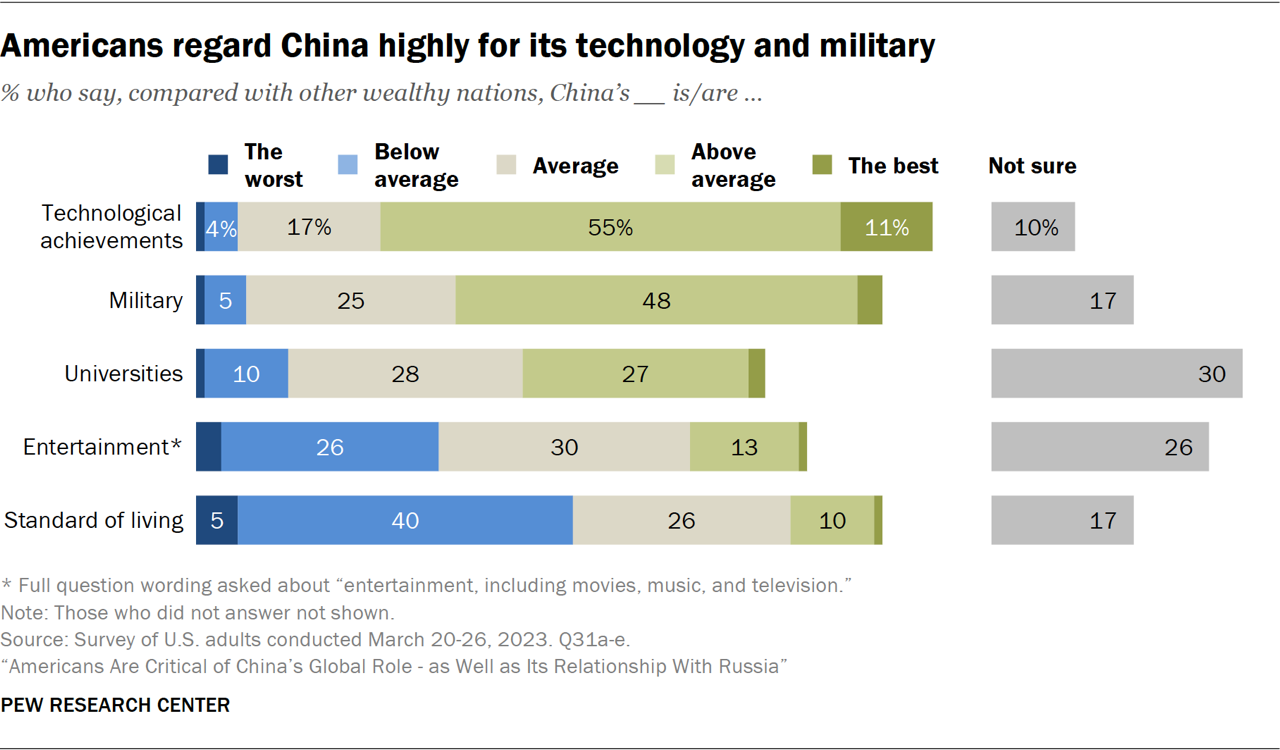 Americans regard China highly for its technology and military
% who say, compared with other wealthy nations, China’s __ is/are ...
The worst
Below average
Average
Above average
The best
Not sure
Technological achievements
4% 17% 55% 11% 10%
Military
5 25 48 17
Universities
10 28 27 30
Entertainment*
26 30 13 26
Standard of living
5 40 26 10 17
* Full question wording asked about “entertainment, including movies, music, and television.”
Note: Those who did not answer not shown.
Source: Survey of U.S. adults conducted March 20-26, 2023. Q31a-e.
“Americans Are Critical of China’s Global Role - as Well as Its Relationship With Russia”
PEW RESEARCH CENTER